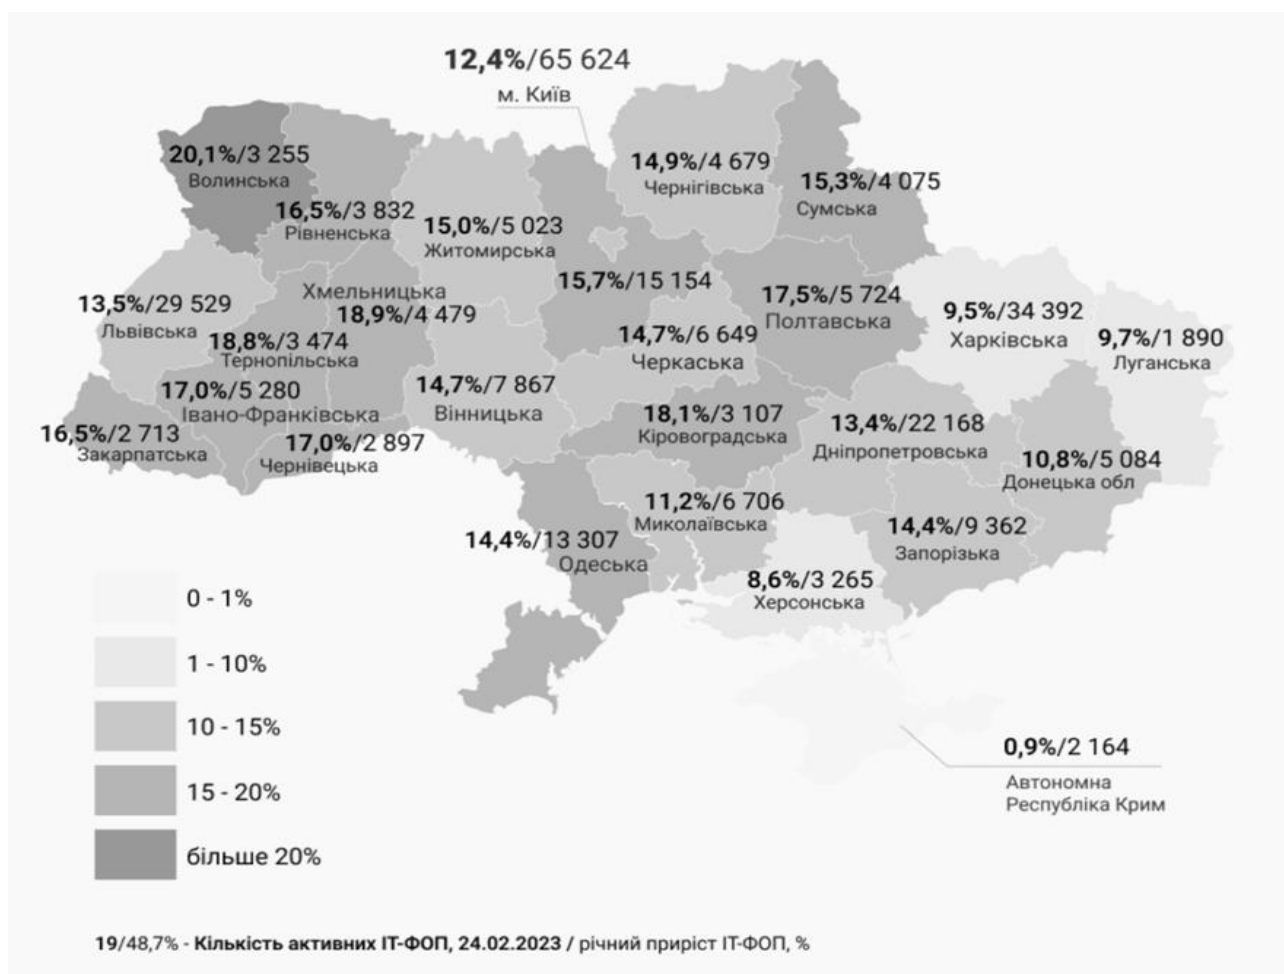 12,4%/65 624
м. Київ
20,1%/3 255
Волинська
16,5%/3 832
Рівненська
15,0%/5 023
Житомирська
14,9%/4 679
Чернігівська
15,3%/4 075
Сумська
13,5%/29 529
Львівська
Хмельницька
18,9%/4 479
18,8%/3 474
Тернопільська
15,7%/15 154
14,7%/6 649
Черкаська
17,5%/5 724
Полтавська
9,5%/34 392
Харківська
9,7%/1 890
Луганська
17,0%/5 280
Івано-Франківська
14,7%/7 867
Вінницька
16,5%/2 713
Закарпатська
17,0%/2 897
Чернівецька
18,1%/3 107
Кіровоградська
13,4%/22 168
Дніпропетровська
10,8%/5 084
Донецька обл
11,2%/6 706
Миколаївська
14,4%/9 362
Запорізька
14,4%/13 307
Одеська
8,6%/3 265
Херсонська
0,9%/2 164
Автономна
Республіка Крим
0 - 1%
1 - 10%
10 - 15%
15 - 20%
більше 20%
19/48,7% - Кількість активних ІТ-ФОП, 24.02.2023 / річний приріст ІТ-ФОП, %